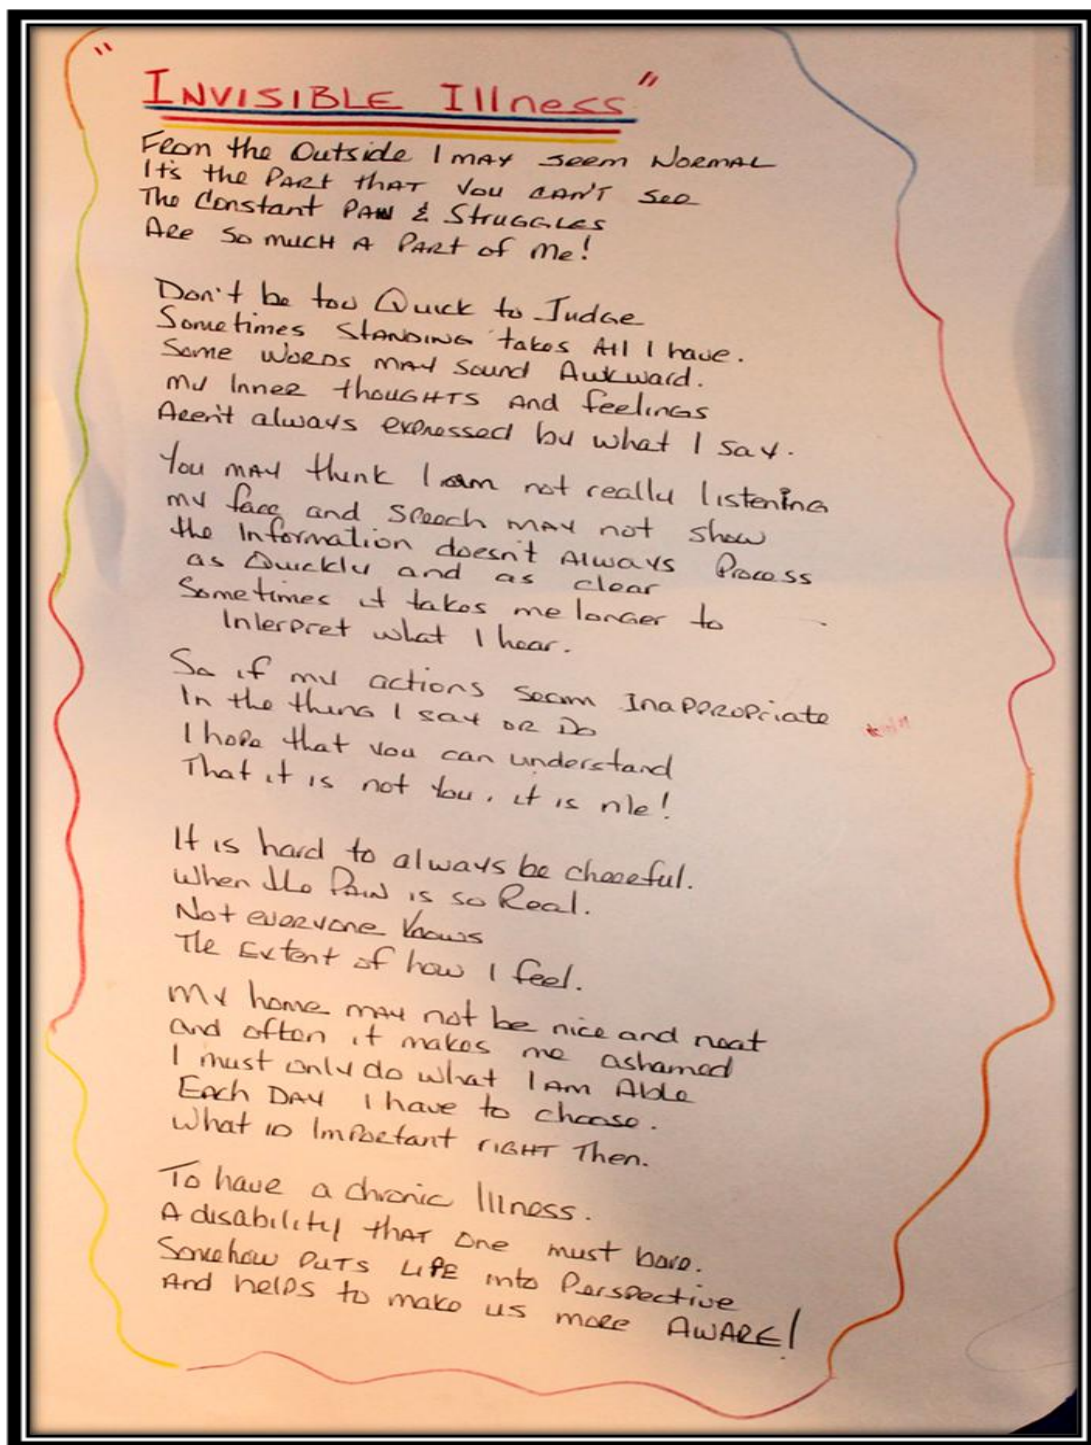 "INVISIBLE Illness"
From the Outside I may seem Normal
It's the Part that you can't see
The Constant Pain & Struggles
Are so much a Part of Me!
Don't be too Quick to Judge
Sometimes Standing takes All I have.
Some words may sound Awkward.
my Inner thoughts and feelings
Aren't always expressed by what I say.
You may think I am not really listening
my face and speech may not show
the Information doesn't Always Process
as Quickly and as clear
Sometimes it takes me longer to
Interpret what I hear.
So if my actions seam Inappropriate
In the thing I say or Do
I hope that you can understand
That it is not You, it is Me!
It is hard to always be cheerful.
When the Pain is so Real.
Not everyone knows
The Extent of how I feel.
My home may not be nice and neat
and often it makes me ashamed
I must only do what I Am Able
Each Day I have to choose.
What is Important right Then.
To have a chronic Illness.
A disability that one must bare.
Somehow Puts Life into Perspective
And helps to make us more AWARE!